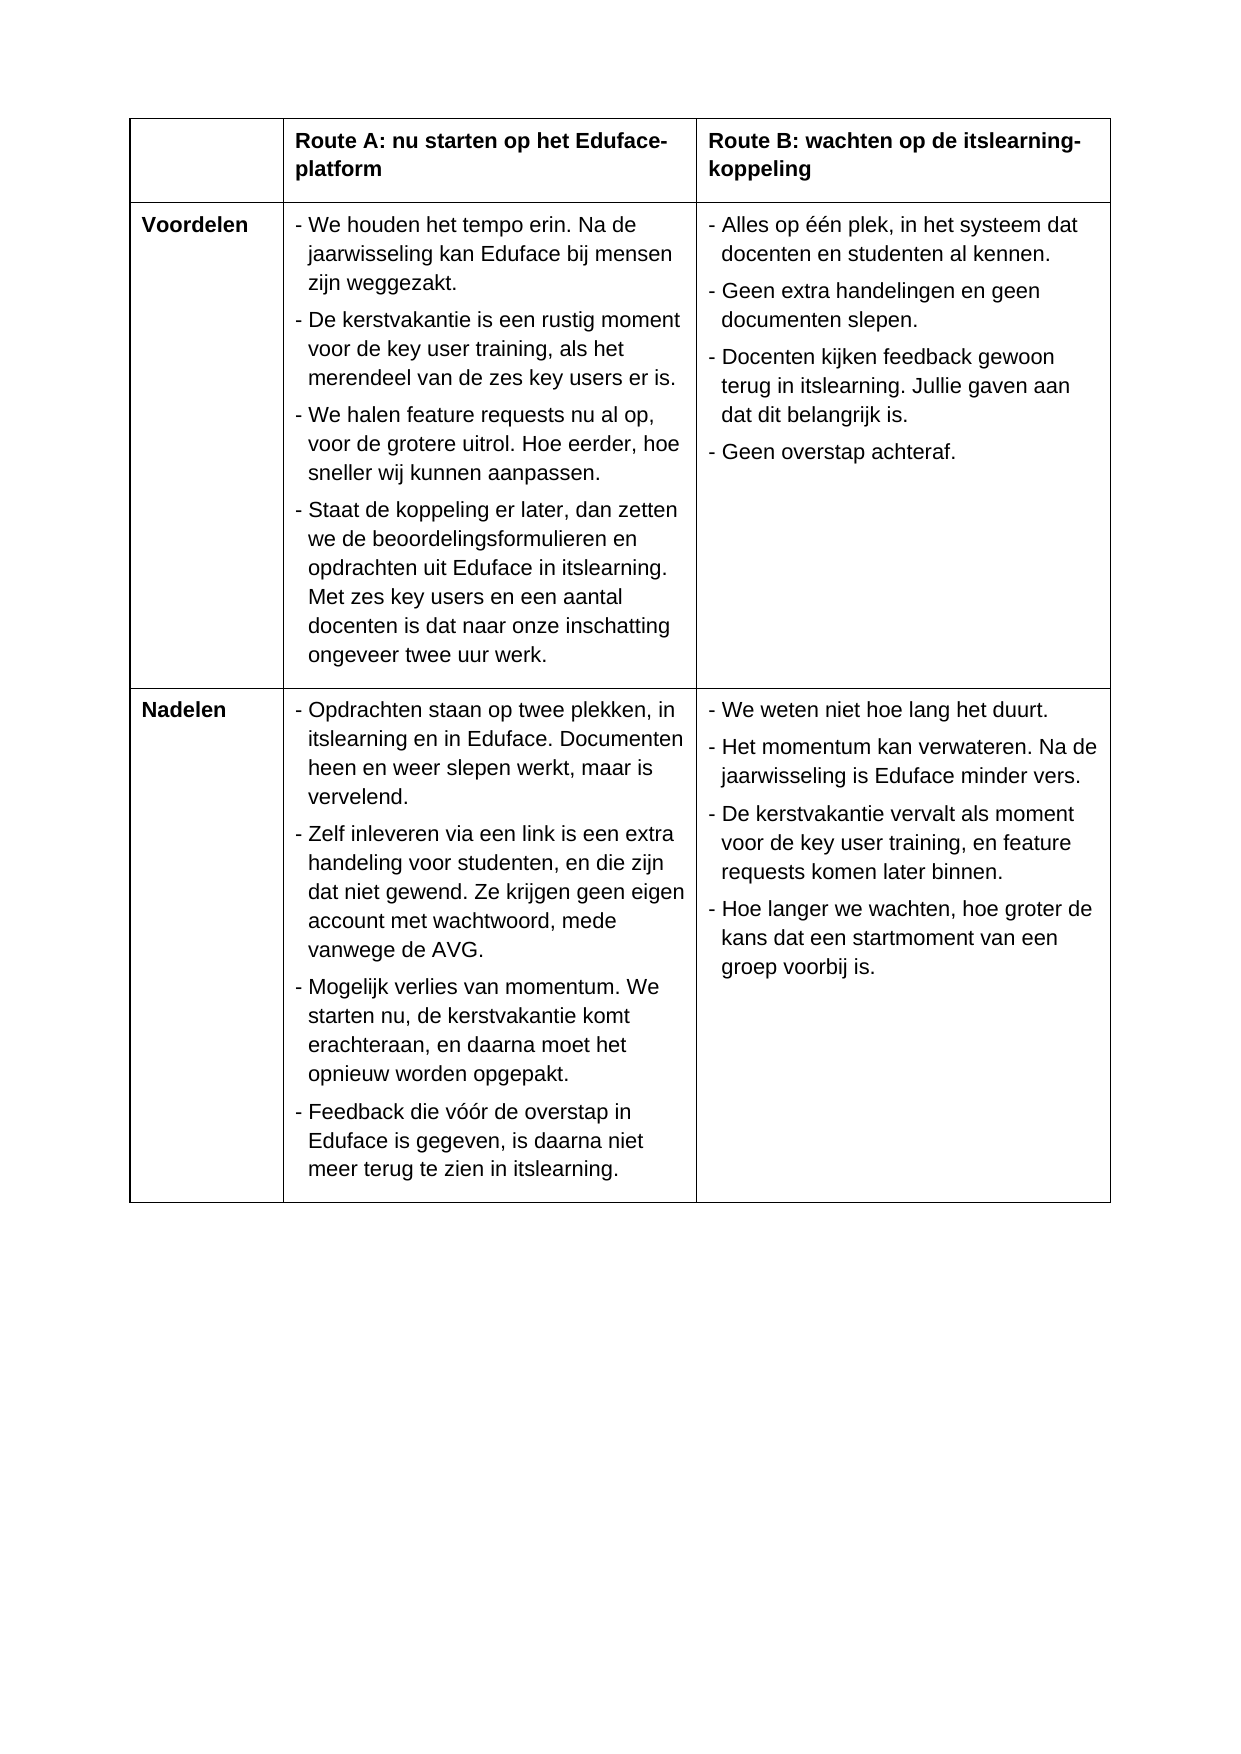 Route A: nu starten op het Eduface-
platform
Route B: wachten op de itslearning-
koppeling
Voordelen
- We houden het tempo erin. Na de
jaarwisseling kan Eduface bij mensen
zijn weggezakt.
- De kerstvakantie is een rustig moment
voor de key user training, als het
merendeel van de zes key users er is.
- We halen feature requests nu al op,
voor de grotere uitrol. Hoe eerder, hoe
sneller wij kunnen aanpassen.
- Staat de koppeling er later, dan zetten
we de beoordelingsformulieren en
opdrachten uit Eduface in itslearning.
Met zes key users en een aantal
docenten is dat naar onze inschatting
ongeveer twee uur werk.
- Alles op één plek, in het systeem dat
docenten en studenten al kennen.
- Geen extra handelingen en geen
documenten slepen.
- Docenten kijken feedback gewoon
terug in itslearning. Jullie gaven aan
dat dit belangrijk is.
- Geen overstap achteraf.
Nadelen
- Opdrachten staan op twee plekken, in
itslearning en in Eduface. Documenten
heen en weer slepen werkt, maar is
vervelend.
- Zelf inleveren via een link is een extra
handeling voor studenten, en die zijn
dat niet gewend. Ze krijgen geen eigen
account met wachtwoord, mede
vanwege de AVG.
- Mogelijk verlies van momentum. We
starten nu, de kerstvakantie komt
erachteraan, en daarna moet het
opnieuw worden opgepakt.
- Feedback die vóór de overstap in
Eduface is gegeven, is daarna niet
meer terug te zien in itslearning.
- We weten niet hoe lang het duurt.
- Het momentum kan verwateren. Na de
jaarwisseling is Eduface minder vers.
- De kerstvakantie vervalt als moment
voor de key user training, en feature
requests komen later binnen.
- Hoe langer we wachten, hoe groter de
kans dat een startmoment van een
groep voorbij is.